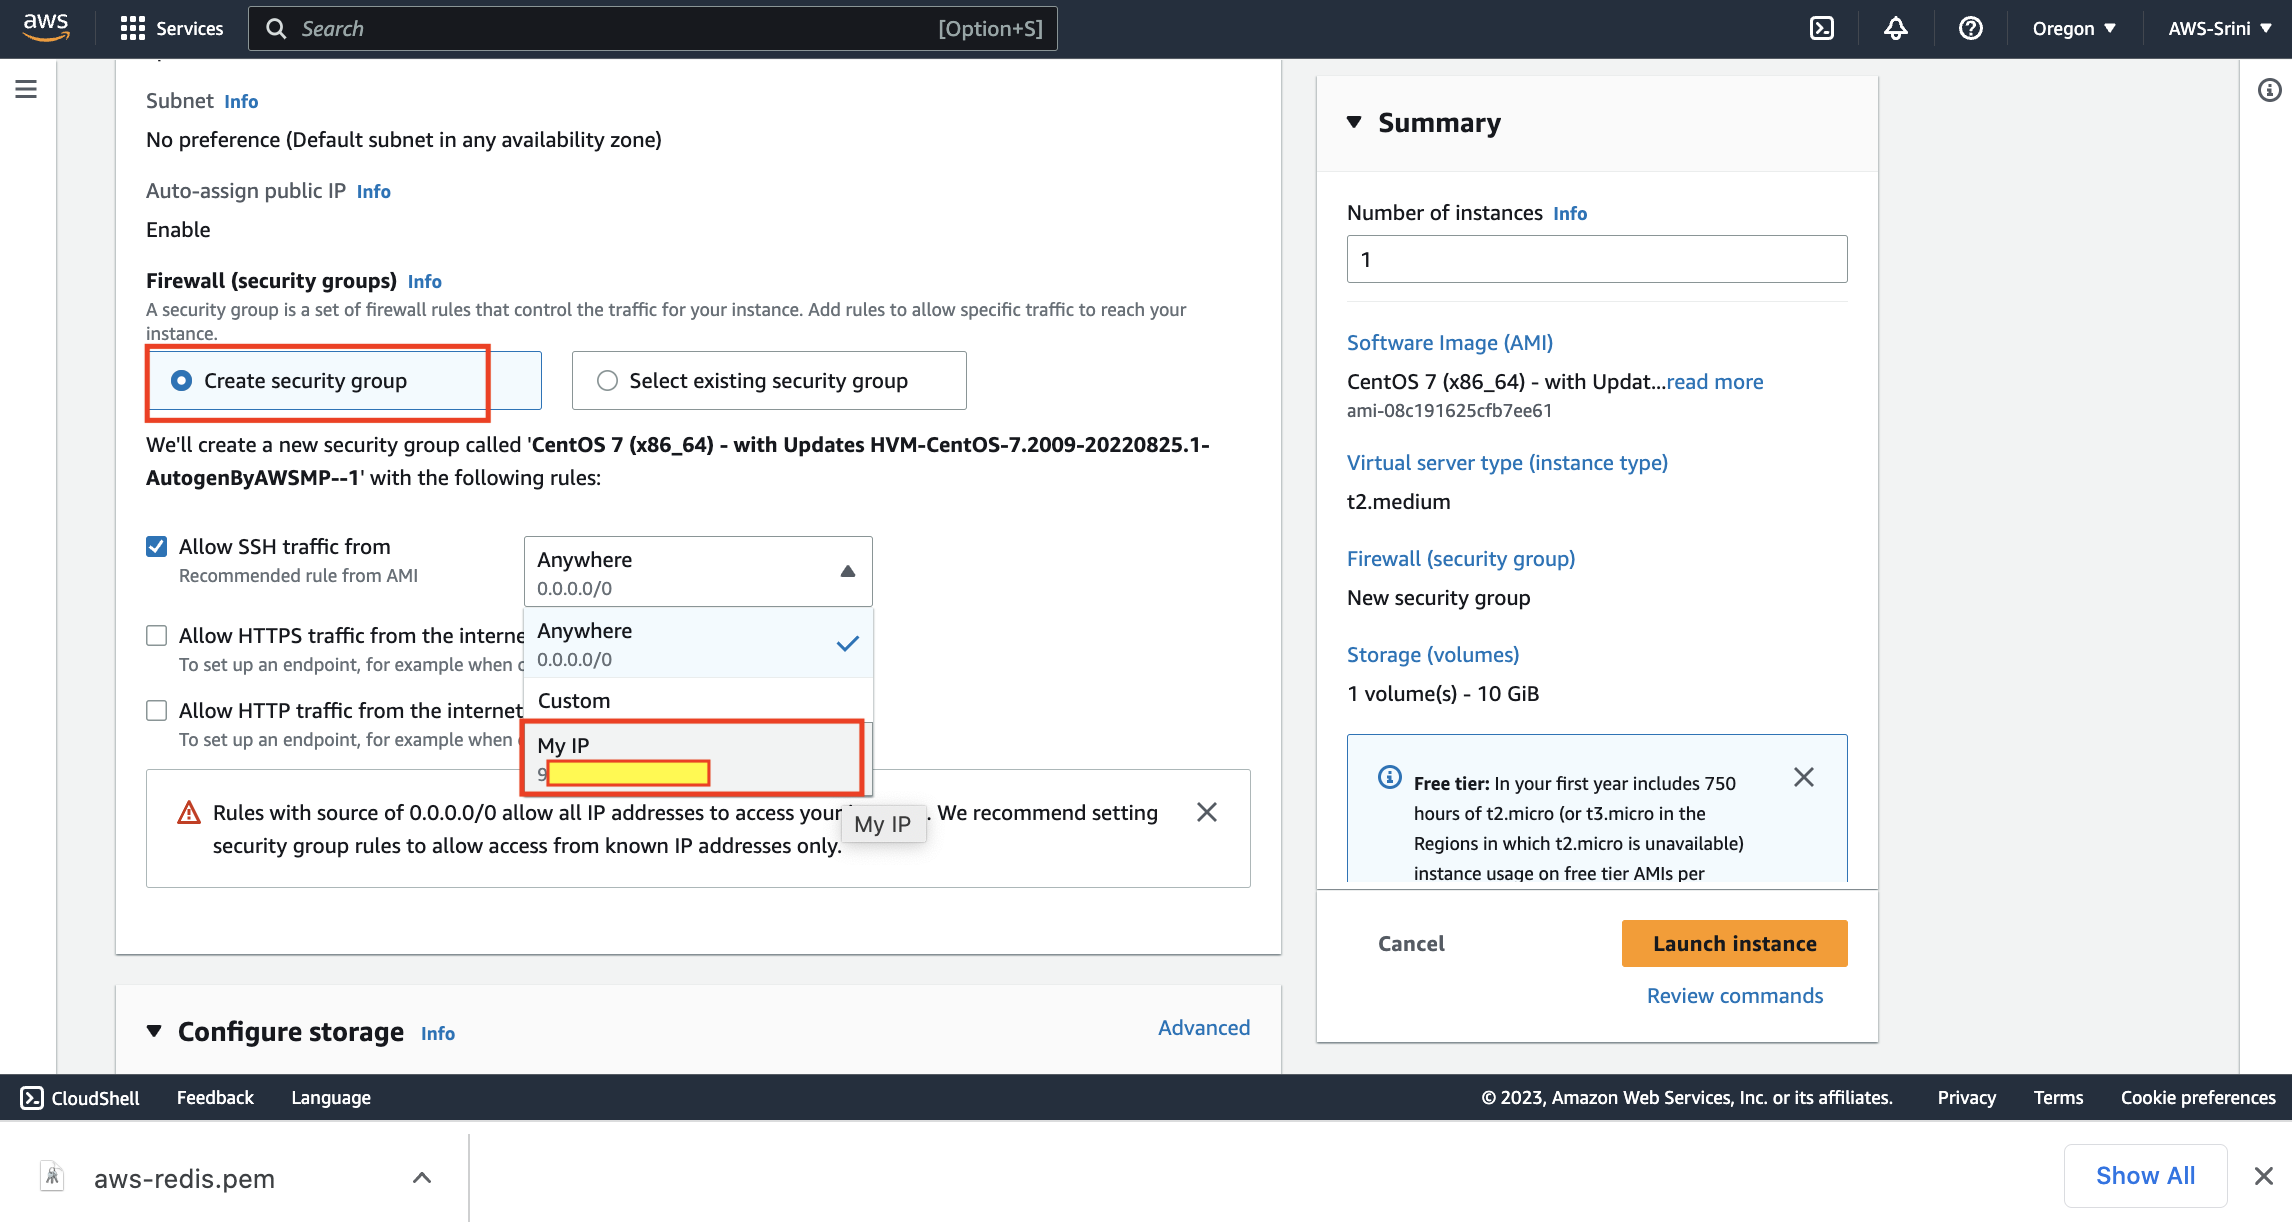 aws
Services
Search
[Option+S]
Oregon
AWS-Srini
Subnet Info
No preference (Default subnet in any availability zone)
Auto-assign public IP Info
Enable
Firewall (security groups) Info
A security group is a set of firewall rules that control the traffic for your instance. Add rules to allow specific traffic to reach your
instance.
Create security group
Select existing security group
We'll create a new security group called 'CentOS 7 (x86_64) - with Updates HVM-CentOS-7.2009-20220825.1-
AutogenByAWSMP--1' with the following rules:
Allow SSH traffic from
Recommended rule from AMI
Anywhere
0.0.0.0/0
Anywhere
0.0.0.0/0
Custom
My IP
9
Allow HTTPS traffic from the interne
To set up an endpoint, for example when
Allow HTTP traffic from the internet
To set up an endpoint, for example when
Rules with source of 0.0.0.0/0 allow all IP addresses to access your . We recommend setting
security group rules to allow access from known IP addresses only.
My IP
Configure storage Info
Advanced
Summary
Number of instances Info
1
Software Image (AMI)
CentOS 7 (x86_64) - with Updat...read more
ami-08c191625cfb7ee61
Virtual server type (instance type)
t2.medium
Firewall (security group)
New security group
Storage (volumes)
1 volume(s) - 10 GiB
Free tier: In your first year includes 750
hours of t2.micro (or t3.micro in the
Regions in which t2.micro is unavailable)
instance usage on free tier AMIs per
Cancel
Launch instance
Review commands
CloudShell
Feedback
Language
© 2023, Amazon Web Services, Inc. or its affiliates.
Privacy
Terms
Cookie preferences
aws-redis.pem
Show All